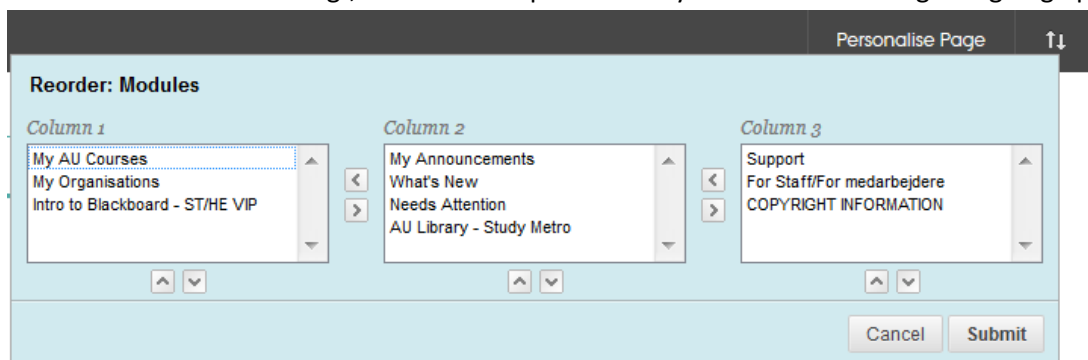 Personalise Page
Reorder: Modules
Column 1
My AU Courses
My Organisations
Intro to Blackboard - ST/HE VIP
Column 2
My Announcements
What's New
Needs Attention
AU Library - Study Metro
Column 3
Support
For Staff/For medarbejdere
COPYRIGHT INFORMATION
Cancel Submit